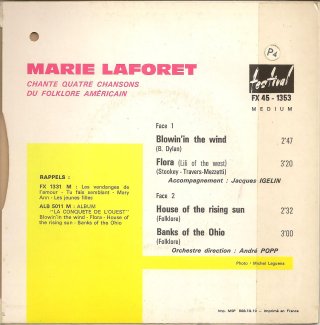 P4
MARIE LAFORET
CHANTE QUATRE CHANSONS
DU FOLKLORE AMÉRICAIN
festival
FX 45 - 1353
MEDIUM
Face 1
Blowin'in the wind 2'47
(B. Dylan)
Flora (Lili of the west) 3'20
(Stookey - Travers-Mezzetti)
Accompagnement : Jacques IGELIN
Face 2
House of the rising sun 2'32
(Folklore)
Banks of the Ohio 3'00
(Folklore)
Orchestre direction : André POPP
RAPPELS :
FX 1331 M : Les vendanges de
l'amour - Tu fais semblant - Mary
Ann - Les jeunes filles
ALB 5011 M : ALBUM
"LA CONQUETE DE L'OUEST"
Blowin'in the wind - Flora - House of
the rising sun - Banks of the Ohio
Photo : Michel Laguens
Imprimé en France